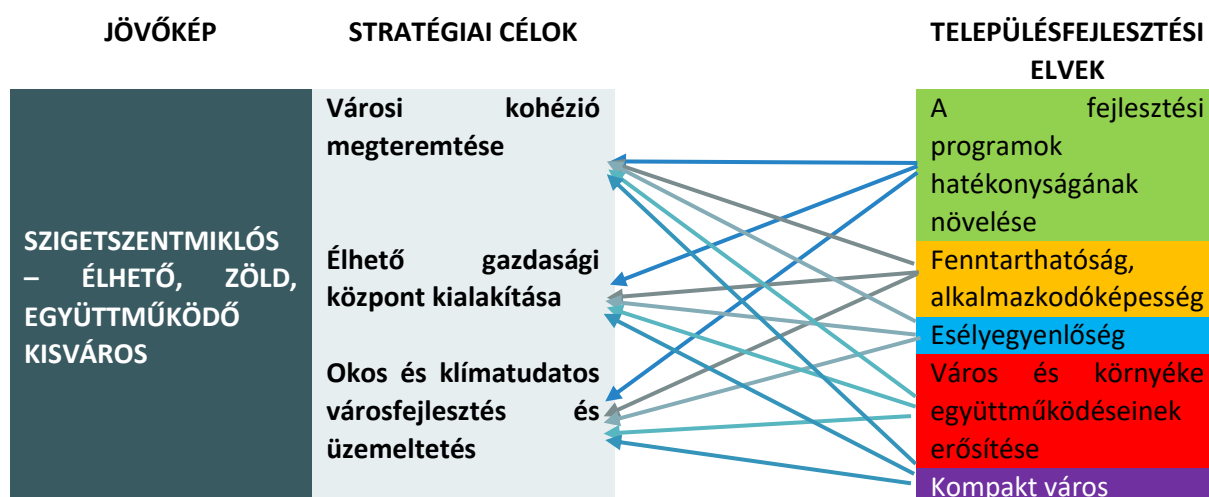 JÖVŐKÉP
STRATÉGIAI CÉLOK
TELEPÜLÉSFEJLESZTÉSI
ELVEK
SZIGETSZENTMIKLÓS
– ÉLHETŐ, ZÖLD,
EGYÜTTMŰKÖDŐ
KISVÁROS
Városi kohézió
megteremtése
Élhető gazdasági
központ kialakítása
Okos és klímatudatos
városfejlesztés és
üzemeltetés
A fejlesztési
programok
hatékonyságának
növelése
Fenntarthatóság,
alkalmazkodóképesség
Esélyegyenlőség
Város és környéke
együttműködéseinek
erősítése
Kompakt város